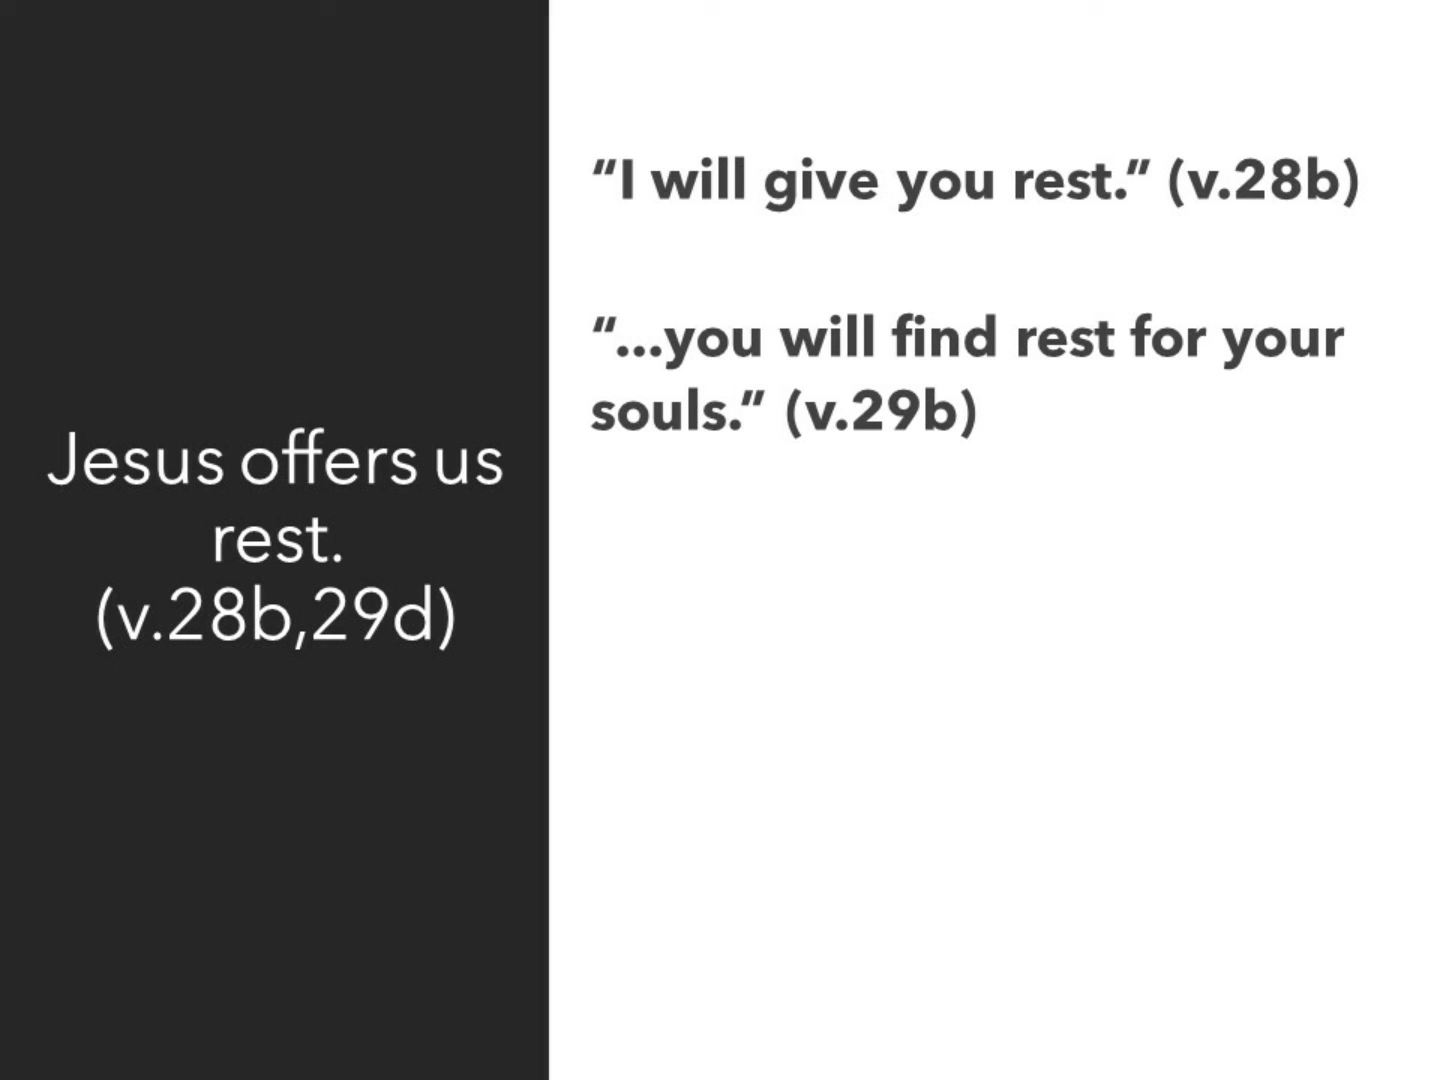 Jesus offers us
rest.
(v.28b,29d)
“I will give you rest.” (v.28b)
“...you will find rest for your
souls.” (v.29b)